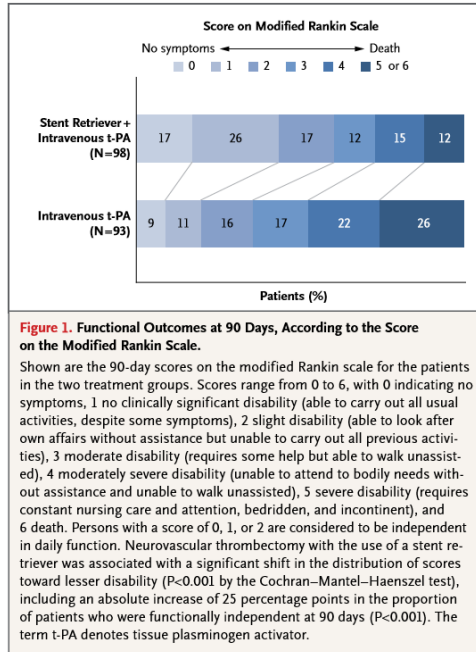 Score on Modified Rankin Scale
No symptoms Death
0 1 2 3 4 5 or 6
Stent Retriever+
Intravenous t-PA
(N=98)
17 26 17 12 15 12
Intravenous t-PA
(N=93)
9 11 16 17 22 26
Patients (%)
Figure 1. Functional Outcomes at 90 Days, According to the Score
on the Modified Rankin Scale.
Shown are the 90-day scores on the modified Rankin scale for the patients
in the two treatment groups. Scores range from 0 to 6, with 0 indicating no
symptoms, 1 no clinically significant disability (able to carry out all usual
activities, despite some symptoms), 2 slight disability (able to look after
own affairs without assistance but unable to carry out all previous activi-
ties), 3 moderate disability (requires some help but able to walk unassist-
ed), 4 moderately severe disability (unable to attend to bodily needs with-
out assistance and unable to walk unassisted), 5 severe disability (requires
constant nursing care and attention, bedridden, and incontinent), and
6 death. Persons with a score of 0, 1, or 2 are considered to be independent
in daily function. Neurovascular thrombectomy with the use of a stent re-
triever was associated with a significant shift in the distribution of scores
toward lesser disability (P<0.001 by the Cochran–Mantel–Haenszel test),
including an absolute increase of 25 percentage points in the proportion
of patients who were functionally independent at 90 days (P<0.001). The
term t-PA denotes tissue plasminogen activator.